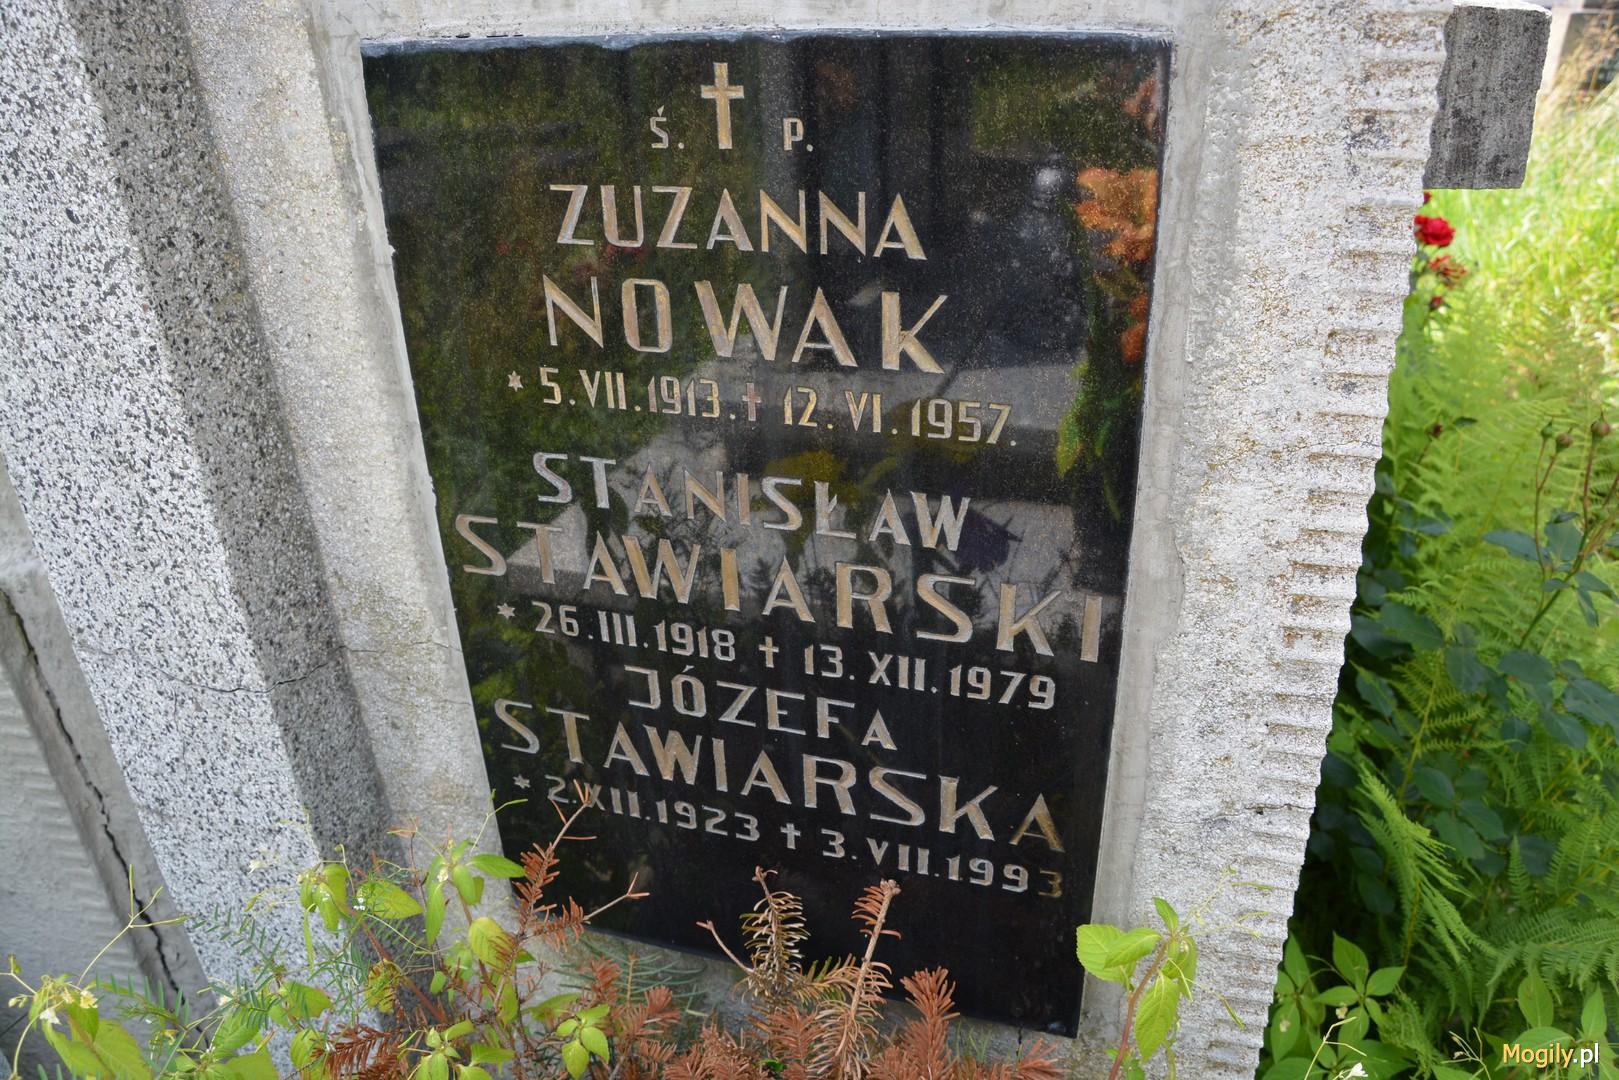 Ś. † P.
ZUZANNA
NOWAK
* 5.VII.1913.† 12.VI.1957.
STANISŁAW
STAWIARSKI
* 26.III.1918 † 13.XII.1979
JÓZEFA
STAWIARSKA
* 2.XII.1923 † 3.VII.1993
Mogily.pl